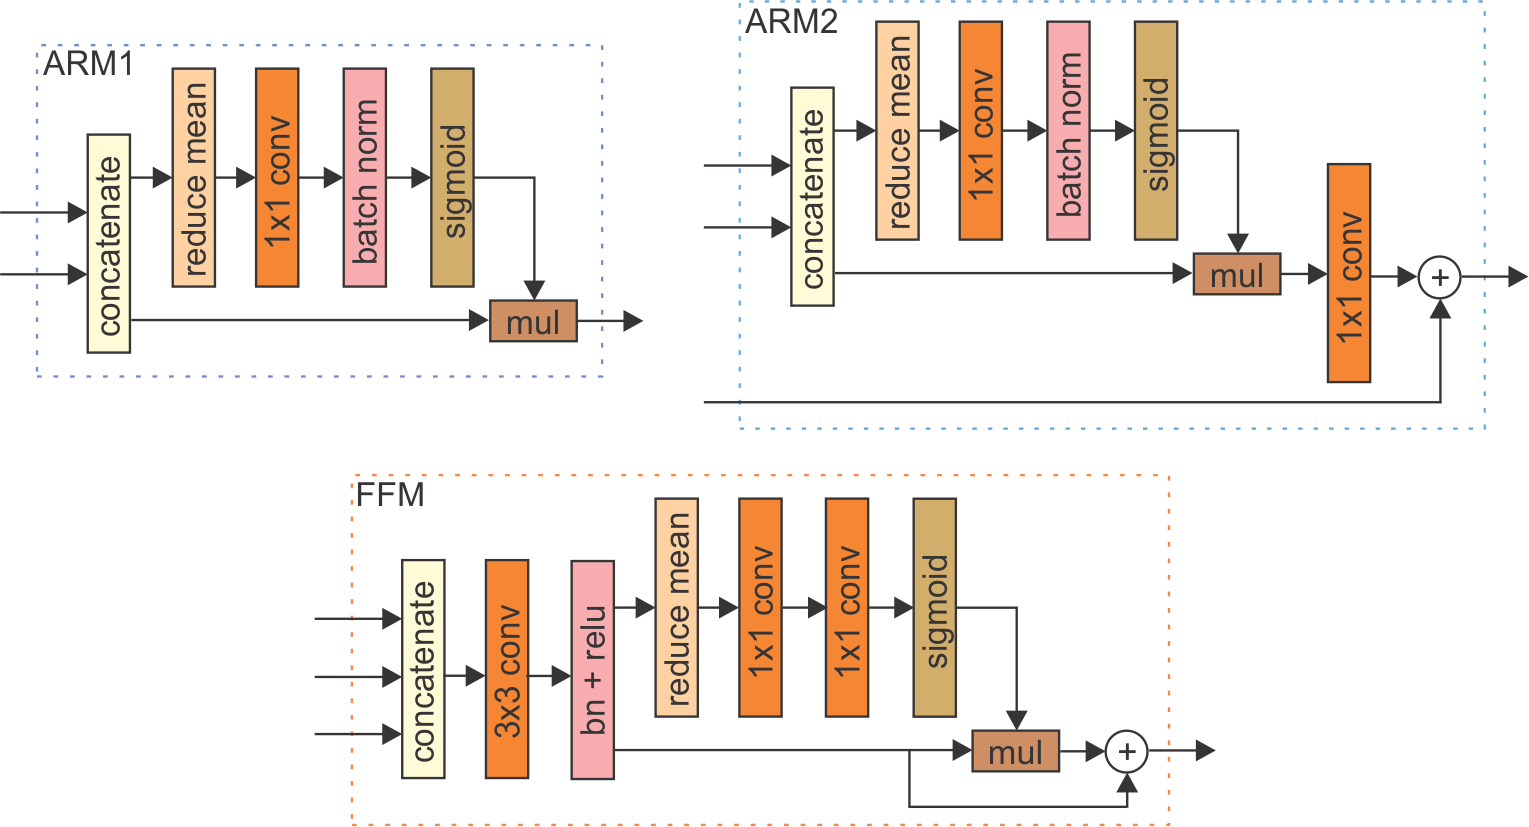 ARM1
concatenate
reduce mean
1x1 conv
batch norm
sigmoid
mul
ARM2
concatenate
reduce mean
1x1 conv
batch norm
sigmoid
mul
1x1 conv
+
FFM
concatenate
3x3 conv
bn + relu
reduce mean
1x1 conv
1x1 conv
sigmoid
mul
+